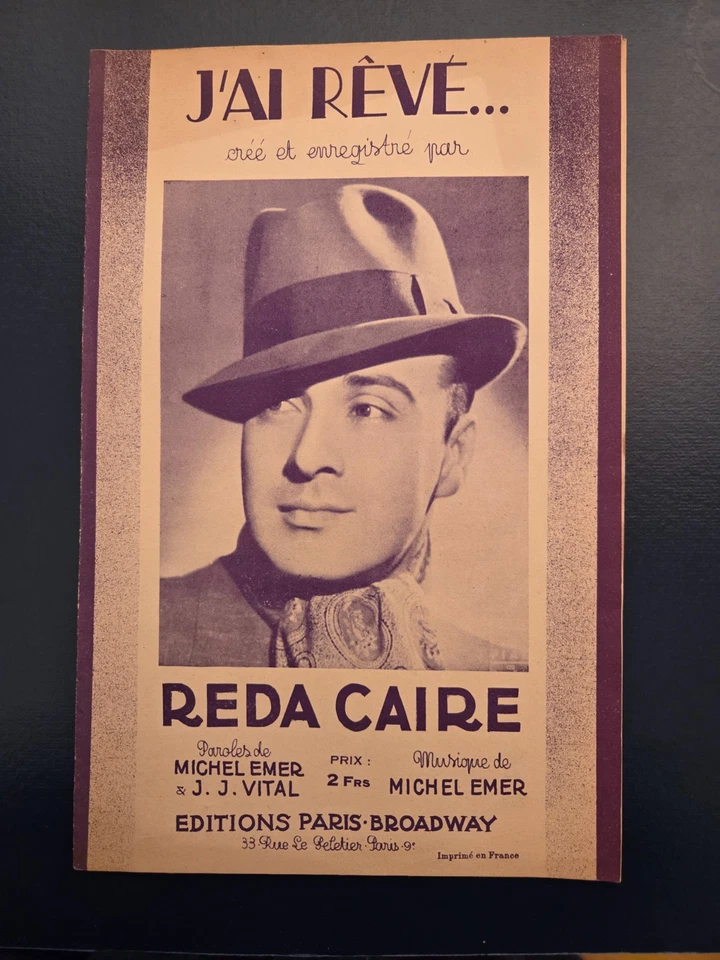 J'AI RÊVÉ...
créé et enregistré par
REDA CAIRE
Paroles de
MICHEL EMER
& J. J. VITAL
PRIX :
2 FRS
Musique de
MICHEL EMER
EDITIONS PARIS·BROADWAY
33 Rue Le Peletier·Paris·9e
Imprimé en France